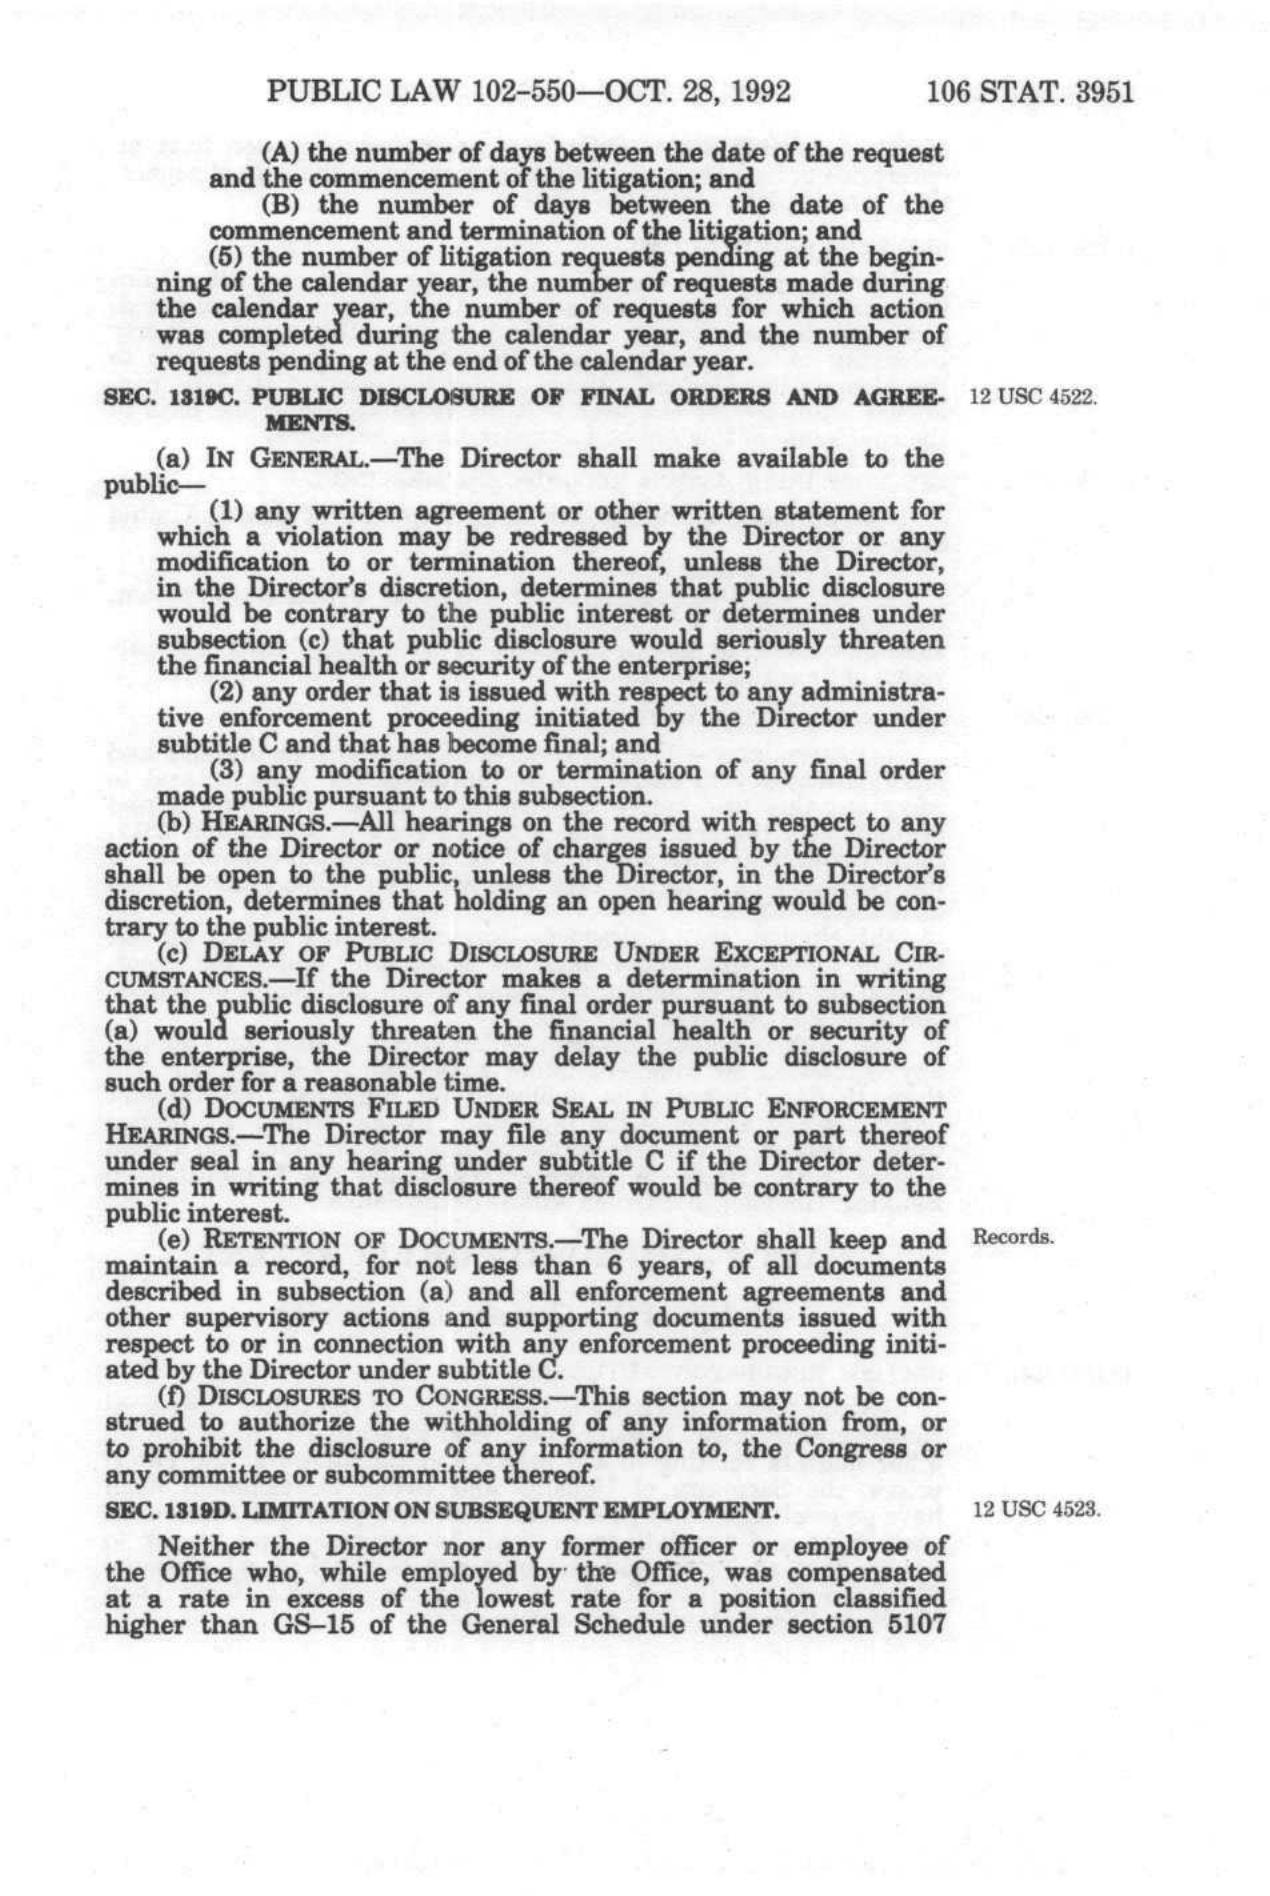 PUBLIC LAW 102–550—OCT. 28, 1992 106 STAT. 3951
(A) the number of days between the date of the request
and the commencement of the litigation; and
(B) the number of days between the date of the
commencement and termination of the litigation; and
(5) the number of litigation requests pending at the begin-
ning of the calendar year, the number of requests made during
the calendar year, the number of requests for which action
was completed during the calendar year, and the number of
requests pending at the end of the calendar year.
SEC. 1319C. PUBLIC DISCLOSURE OF FINAL ORDERS AND AGREE- 12 USC 4522.
MENTS.
(a) IN GENERAL.—The Director shall make available to the
public—
(1) any written agreement or other written statement for
which a violation may be redressed by the Director or any
modification to or termination thereof, unless the Director,
in the Director's discretion, determines that public disclosure
would be contrary to the public interest or determines under
subsection (c) that public disclosure would seriously threaten
the financial health or security of the enterprise;
(2) any order that is issued with respect to any administra-
tive enforcement proceeding initiated by the Director under
subtitle C and that has become final; and
(3) any modification to or termination of any final order
made public pursuant to this subsection.
(b) HEARINGS.—All hearings on the record with respect to any
action of the Director or notice of charges issued by the Director
shall be open to the public, unless the Director, in the Director's
discretion, determines that holding an open hearing would be con-
trary to the public interest.
(c) DELAY OF PUBLIC DISCLOSURE UNDER EXCEPTIONAL CIR-
CUMSTANCES.—If the Director makes a determination in writing
that the public disclosure of any final order pursuant to subsection
(a) would seriously threaten the financial health or security of
the enterprise, the Director may delay the public disclosure of
such order for a reasonable time.
(d) DOCUMENTS FILED UNDER SEAL IN PUBLIC ENFORCEMENT
HEARINGS.—The Director may file any document or part thereof
under seal in any hearing under subtitle C if the Director deter-
mines in writing that disclosure thereof would be contrary to the
public interest.
(e) RETENTION OF DOCUMENTS.—The Director shall keep and Records.
maintain a record, for not less than 6 years, of all documents
described in subsection (a) and all enforcement agreements and
other supervisory actions and supporting documents issued with
respect to or in connection with any enforcement proceeding initi-
ated by the Director under subtitle C.
(f) DISCLOSURES TO CONGRESS.—This section may not be con-
strued to authorize the withholding of any information from, or
to prohibit the disclosure of any information to, the Congress or
any committee or subcommittee thereof.
SEC. 1319D. LIMITATION ON SUBSEQUENT EMPLOYMENT. 12 USC 4523.
Neither the Director nor any former officer or employee of
the Office who, while employed by the Office, was compensated
at a rate in excess of the lowest rate for a position classified
higher than GS–15 of the General Schedule under section 5107